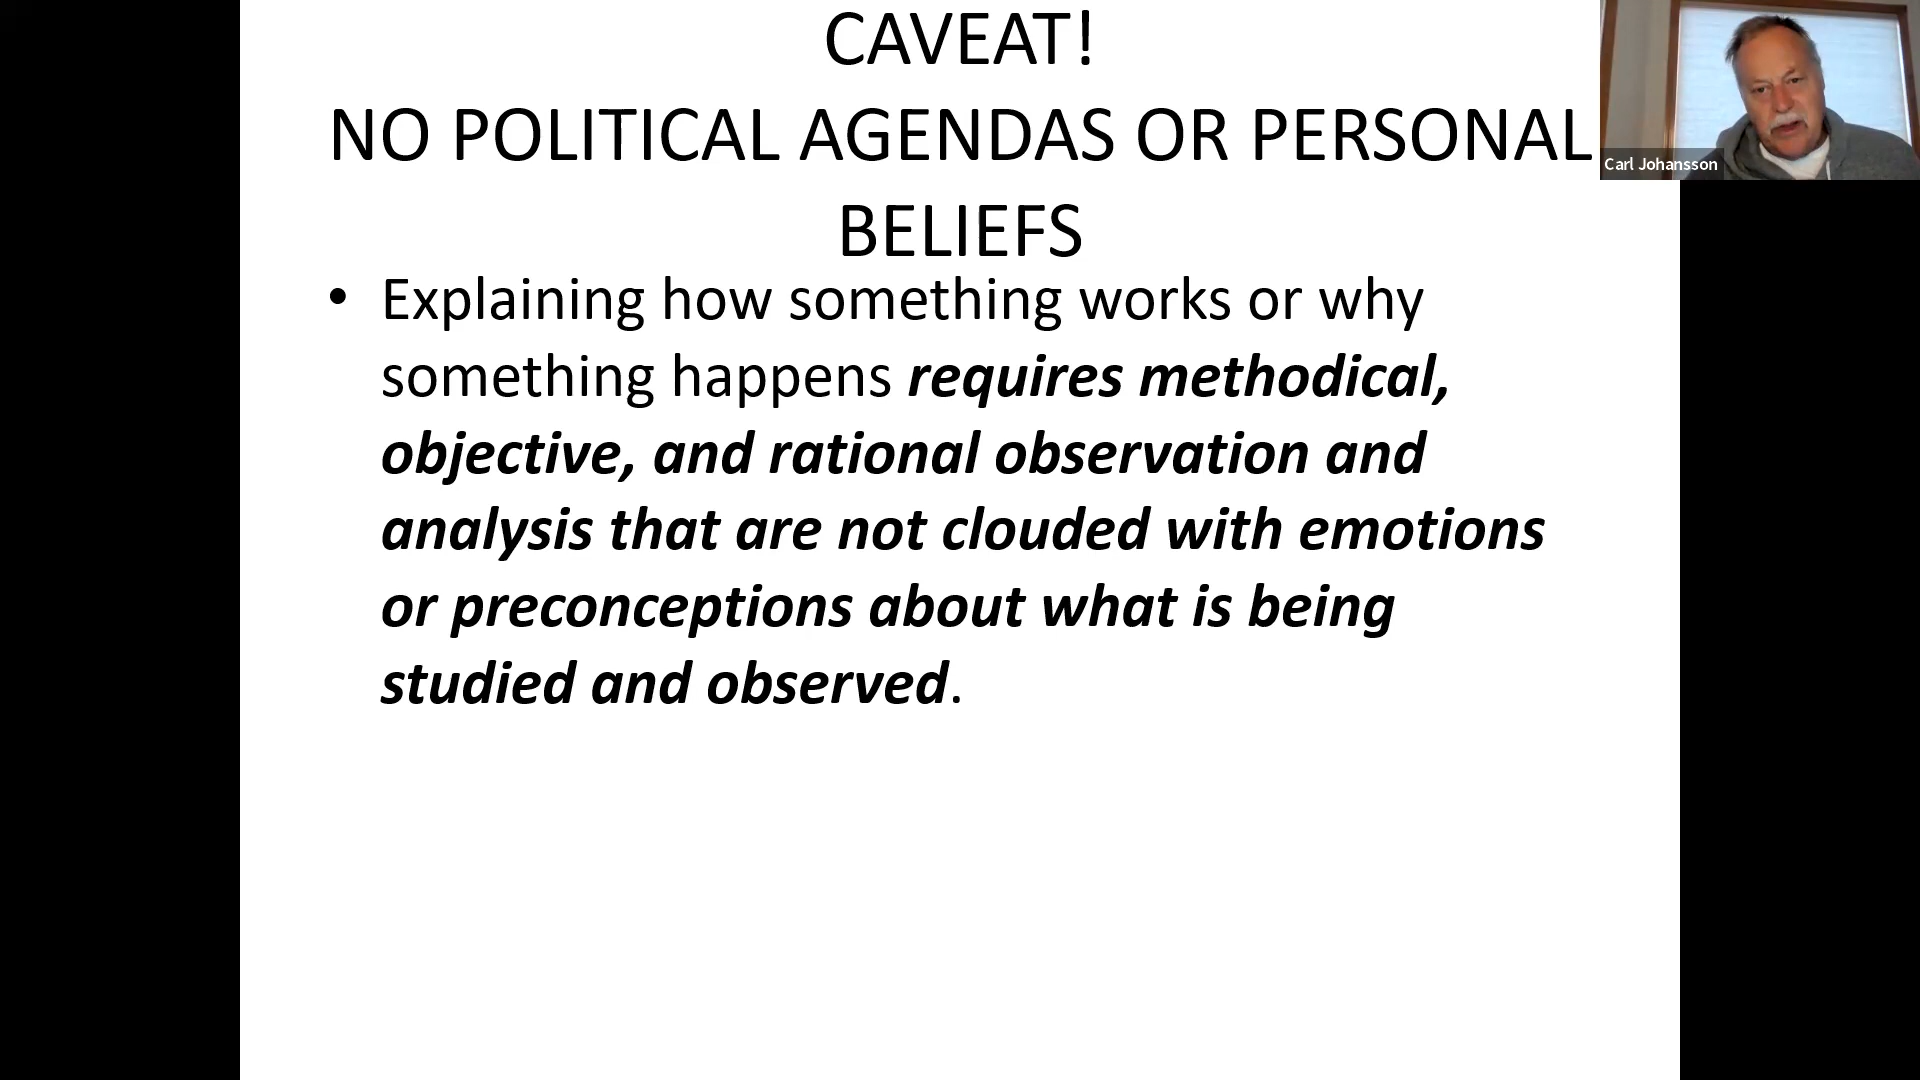 CAVEAT!
NO POLITICAL AGENDAS OR PERSONAL
BELIEFS
• Explaining how something works or why
something happens requires methodical,
objective, and rational observation and
analysis that are not clouded with emotions
or preconceptions about what is being
studied and observed.
Carl Johansson